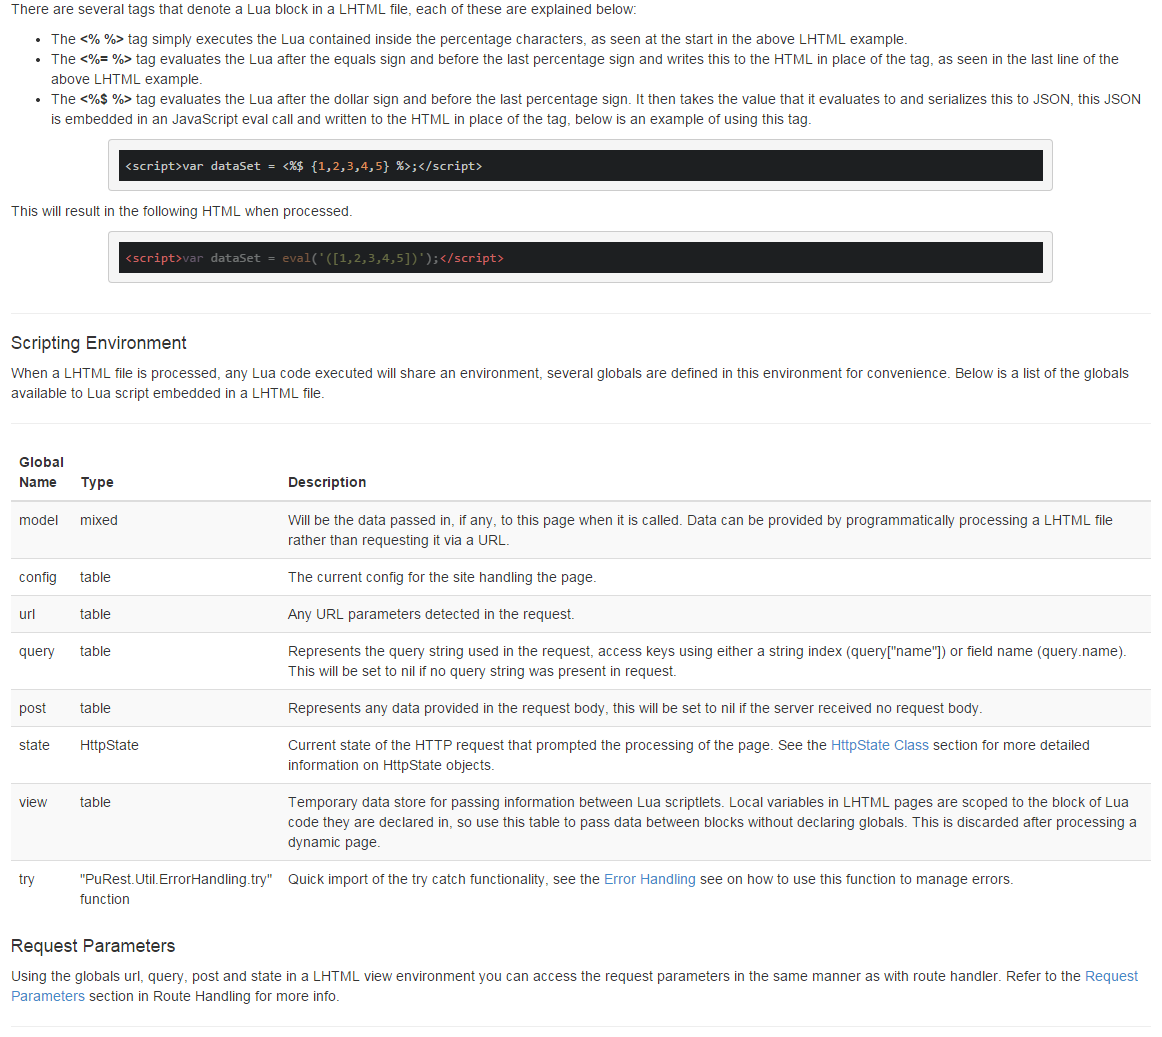 There are several tags that denote a Lua block in a LHTML file, each of these are explained below:
• The <% %> tag simply executes the Lua contained inside the percentage characters, as seen at the start in the above LHTML example.
• The <%= %> tag evaluates the Lua after the equals sign and before the last percentage sign and writes this to the HTML in place of the tag, as seen in the last line of the
above LHTML example.
• The <%$ %> tag evaluates the Lua after the dollar sign and before the last percentage sign. It then takes the value that it evaluates to and serializes this to JSON, this JSON
is embedded in an JavaScript eval call and written to the HTML in place of the tag, below is an example of using this tag.
<script>var dataSet = <%$ {1,2,3,4,5} %>;</script>
This will result in the following HTML when processed.
<script>var dataSet = eval('([1,2,3,4,5])');</script>
Scripting Environment
When a LHTML file is processed, any Lua code executed will share an environment, several globals are defined in this environment for convenience. Below is a list of the globals
available to Lua script embedded in a LHTML file.
Global
Name Type Description
model mixed Will be the data passed in, if any, to this page when it is called. Data can be provided by programmatically processing a LHTML file
rather than requesting it via a URL.
config table The current config for the site handling the page.
url table Any URL parameters detected in the request.
query table Represents the query string used in the request, access keys using either a string index (query["name"]) or field name (query.name).
This will be set to nil if no query string was present in request.
post table Represents any data provided in the request body, this will be set to nil if the server received no request body.
state HttpState Current state of the HTTP request that prompted the processing of the page. See the HttpState Class section for more detailed
information on HttpState objects.
view table Temporary data store for passing information between Lua scriptlets. Local variables in LHTML pages are scoped to the block of Lua
code they are declared in, so use this table to pass data between blocks without declaring globals. This is discarded after processing a
dynamic page.
try "PuRest.Util.ErrorHandling.try" Quick import of the try catch functionality, see the Error Handling see on how to use this function to manage errors.
function
Request Parameters
Using the globals url, query, post and state in a LHTML view environment you can access the request parameters in the same manner as with route handler. Refer to the Request
Parameters section in Route Handling for more info.